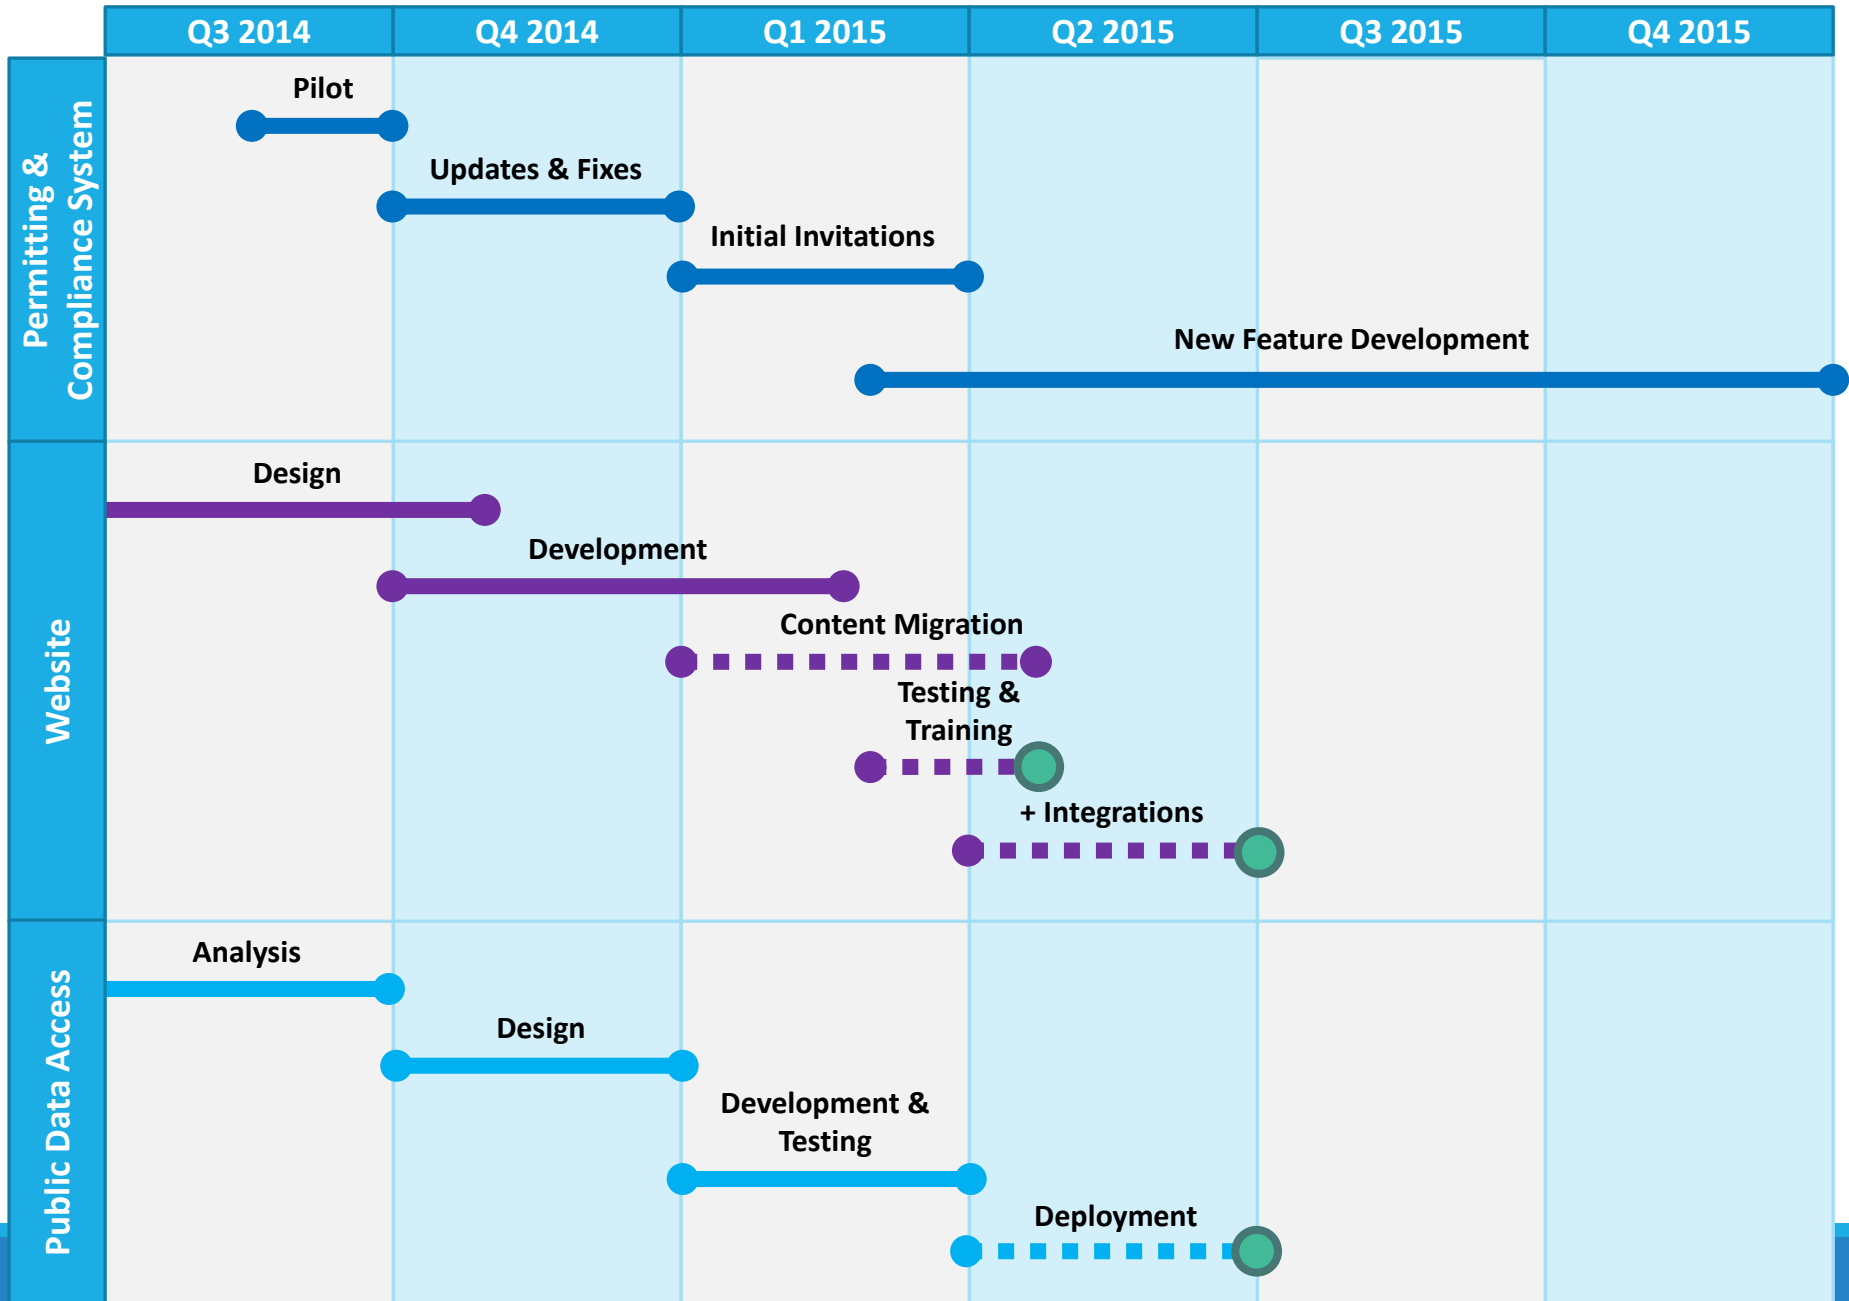 Q3 2014
Q4 2014
Q1 2015
Q2 2015
Q3 2015
Q4 2015
Permitting &
Compliance System
Pilot
Updates & Fixes
Initial Invitations
New Feature Development
Website
Design
Development
Content Migration
Testing &
Training
+ Integrations
Public Data Access
Analysis
Design
Development &
Testing
Deployment